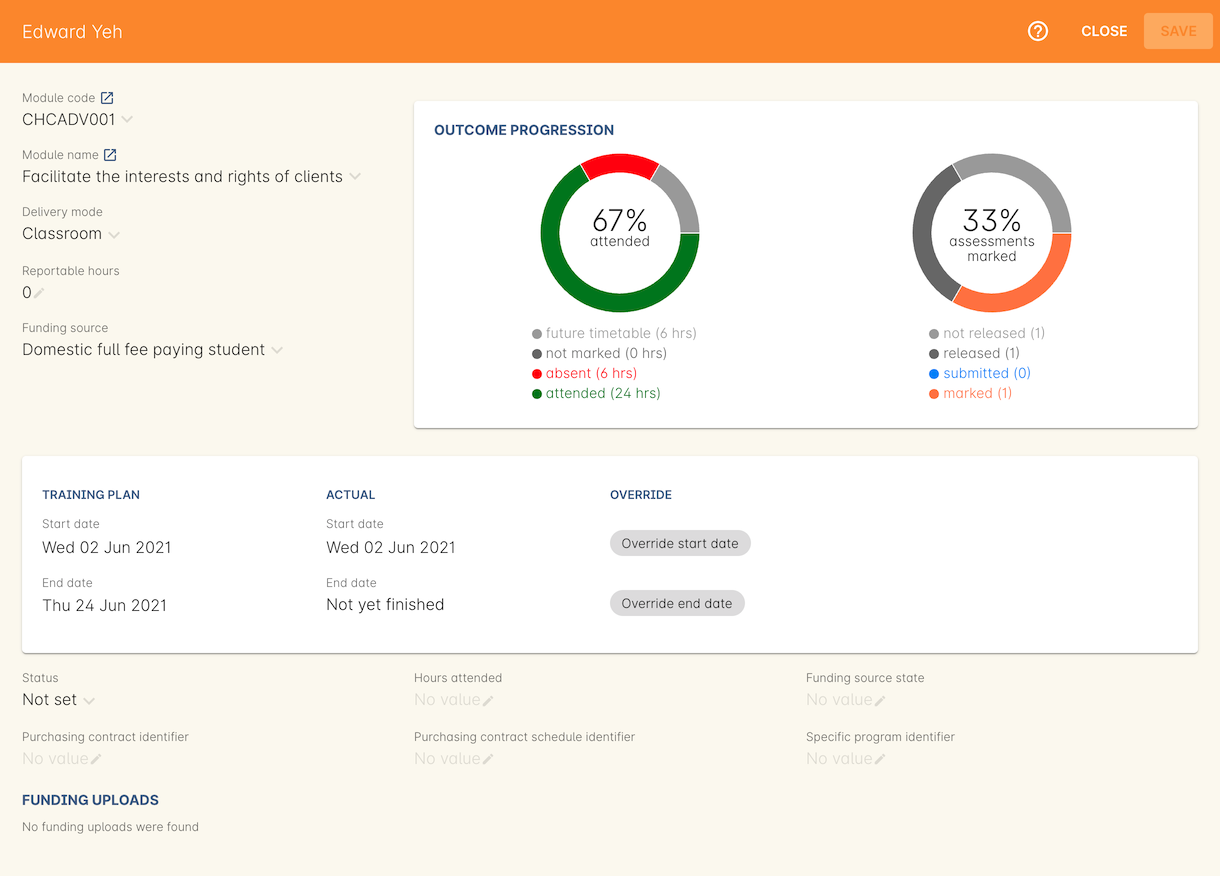 Edward Yeh
CLOSE
SAVE
Module code
CHCADV001
Module name
Facilitate the interests and rights of clients
Delivery mode
Classroom
Reportable hours
0
Funding source
Domestic full fee paying student
OUTCOME PROGRESSION
67%
attended
future timetable (6 hrs)
not marked (0 hrs)
absent (6 hrs)
attended (24 hrs)
33%
assessments
marked
not released (1)
released (1)
submitted (0)
marked (1)
TRAINING PLAN
Start date
Wed 02 Jun 2021
End date
Thu 24 Jun 2021
ACTUAL
Start date
Wed 02 Jun 2021
End date
Not yet finished
OVERRIDE
Override start date
Override end date
Status
Not set
Hours attended
No value
Funding source state
No value
Purchasing contract identifier
No value
Purchasing contract schedule identifier
No value
Specific program identifier
No value
FUNDING UPLOADS
No funding uploads were found